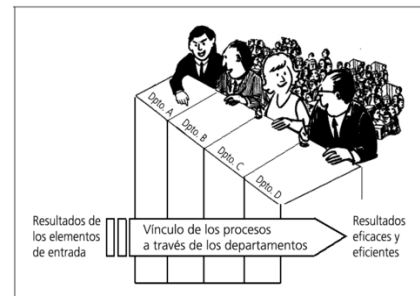 Dpto. A
Dpto. B
Dpto. C
Dpto. D
Resultados de
los elementos
de entrada
Vínculo de los procesos
a través de los departamentos
Resultados
eficaces y
eficientes